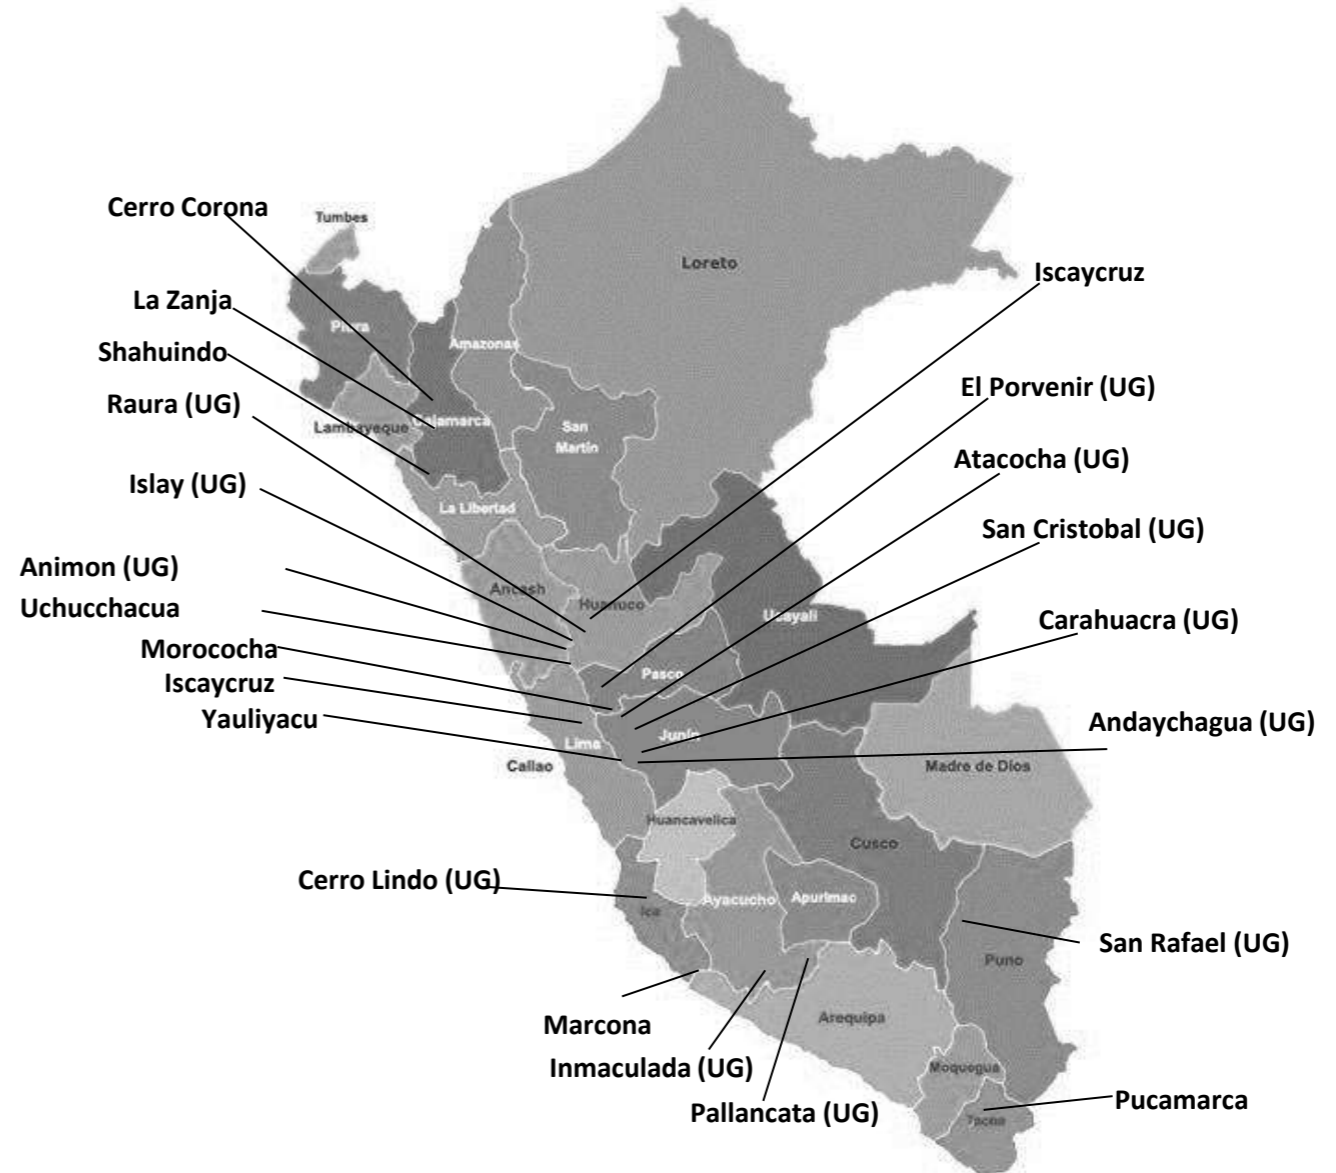 Cerro Corona
Tumbes
Loreto
Iscaycruz
La Zanja
Piura
Amazonas
Shahuindo
El Porvenir (UG)
Raura (UG)
Cajamarca
Lambayeque
San
Martín
Atacocha (UG)
Islay (UG)
La Libertad
San Cristobal (UG)
Animon (UG)
Ancash
Huanuco
Uchucchacua
Ucayali
Carahuacra (UG)
Morococha
Pasco
Iscaycruz
Yauliyacu
Andaychagua (UG)
Lima
Junín
Callao
Madre de Dios
Huancavelica
Cusco
Cerro Lindo (UG)
Ica
Ayacucho
Apurimac
San Rafael (UG)
Puno
Marcona
Arequipa
Inmaculada (UG)
Moquegua
Pallancata (UG)
Pucamarca
Tacna